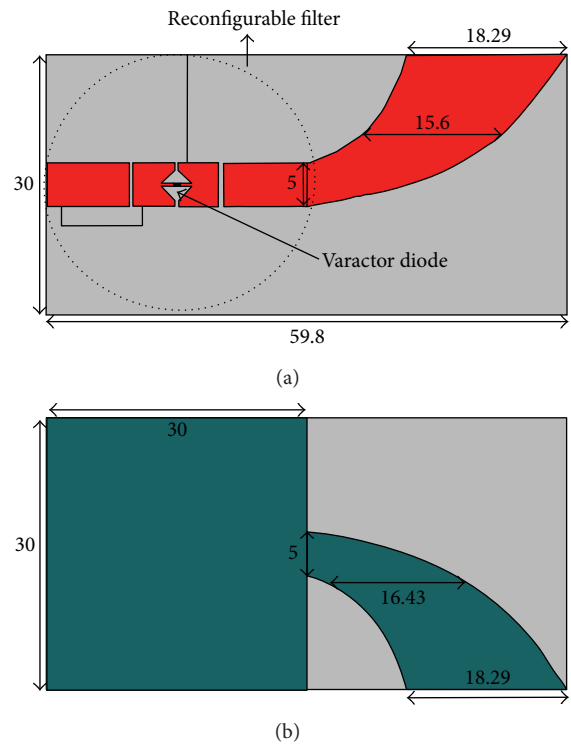 Reconfigurable filter
18.29
15.6
30
5
Varactor diode
59.8
(a)
30
30
5
16.43
18.29
(b)